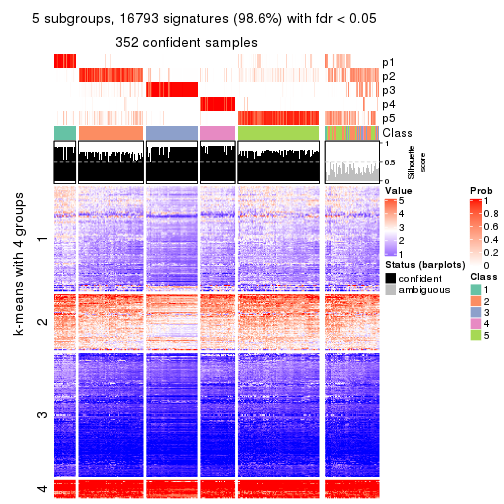 5 subgroups, 16793 signatures (98.6%) with fdr < 0.05
352 confident samples
p1
p2
p3
p4
p5
Class
1
0.5
0
Silhouette
score
k-means with 4 groups
1
2
3
4
Value
5
4
3
2
1
Status (barplots)
confident
ambiguous
Prob
1
0.8
0.6
0.4
0.2
0
Class
1
2
3
4
5